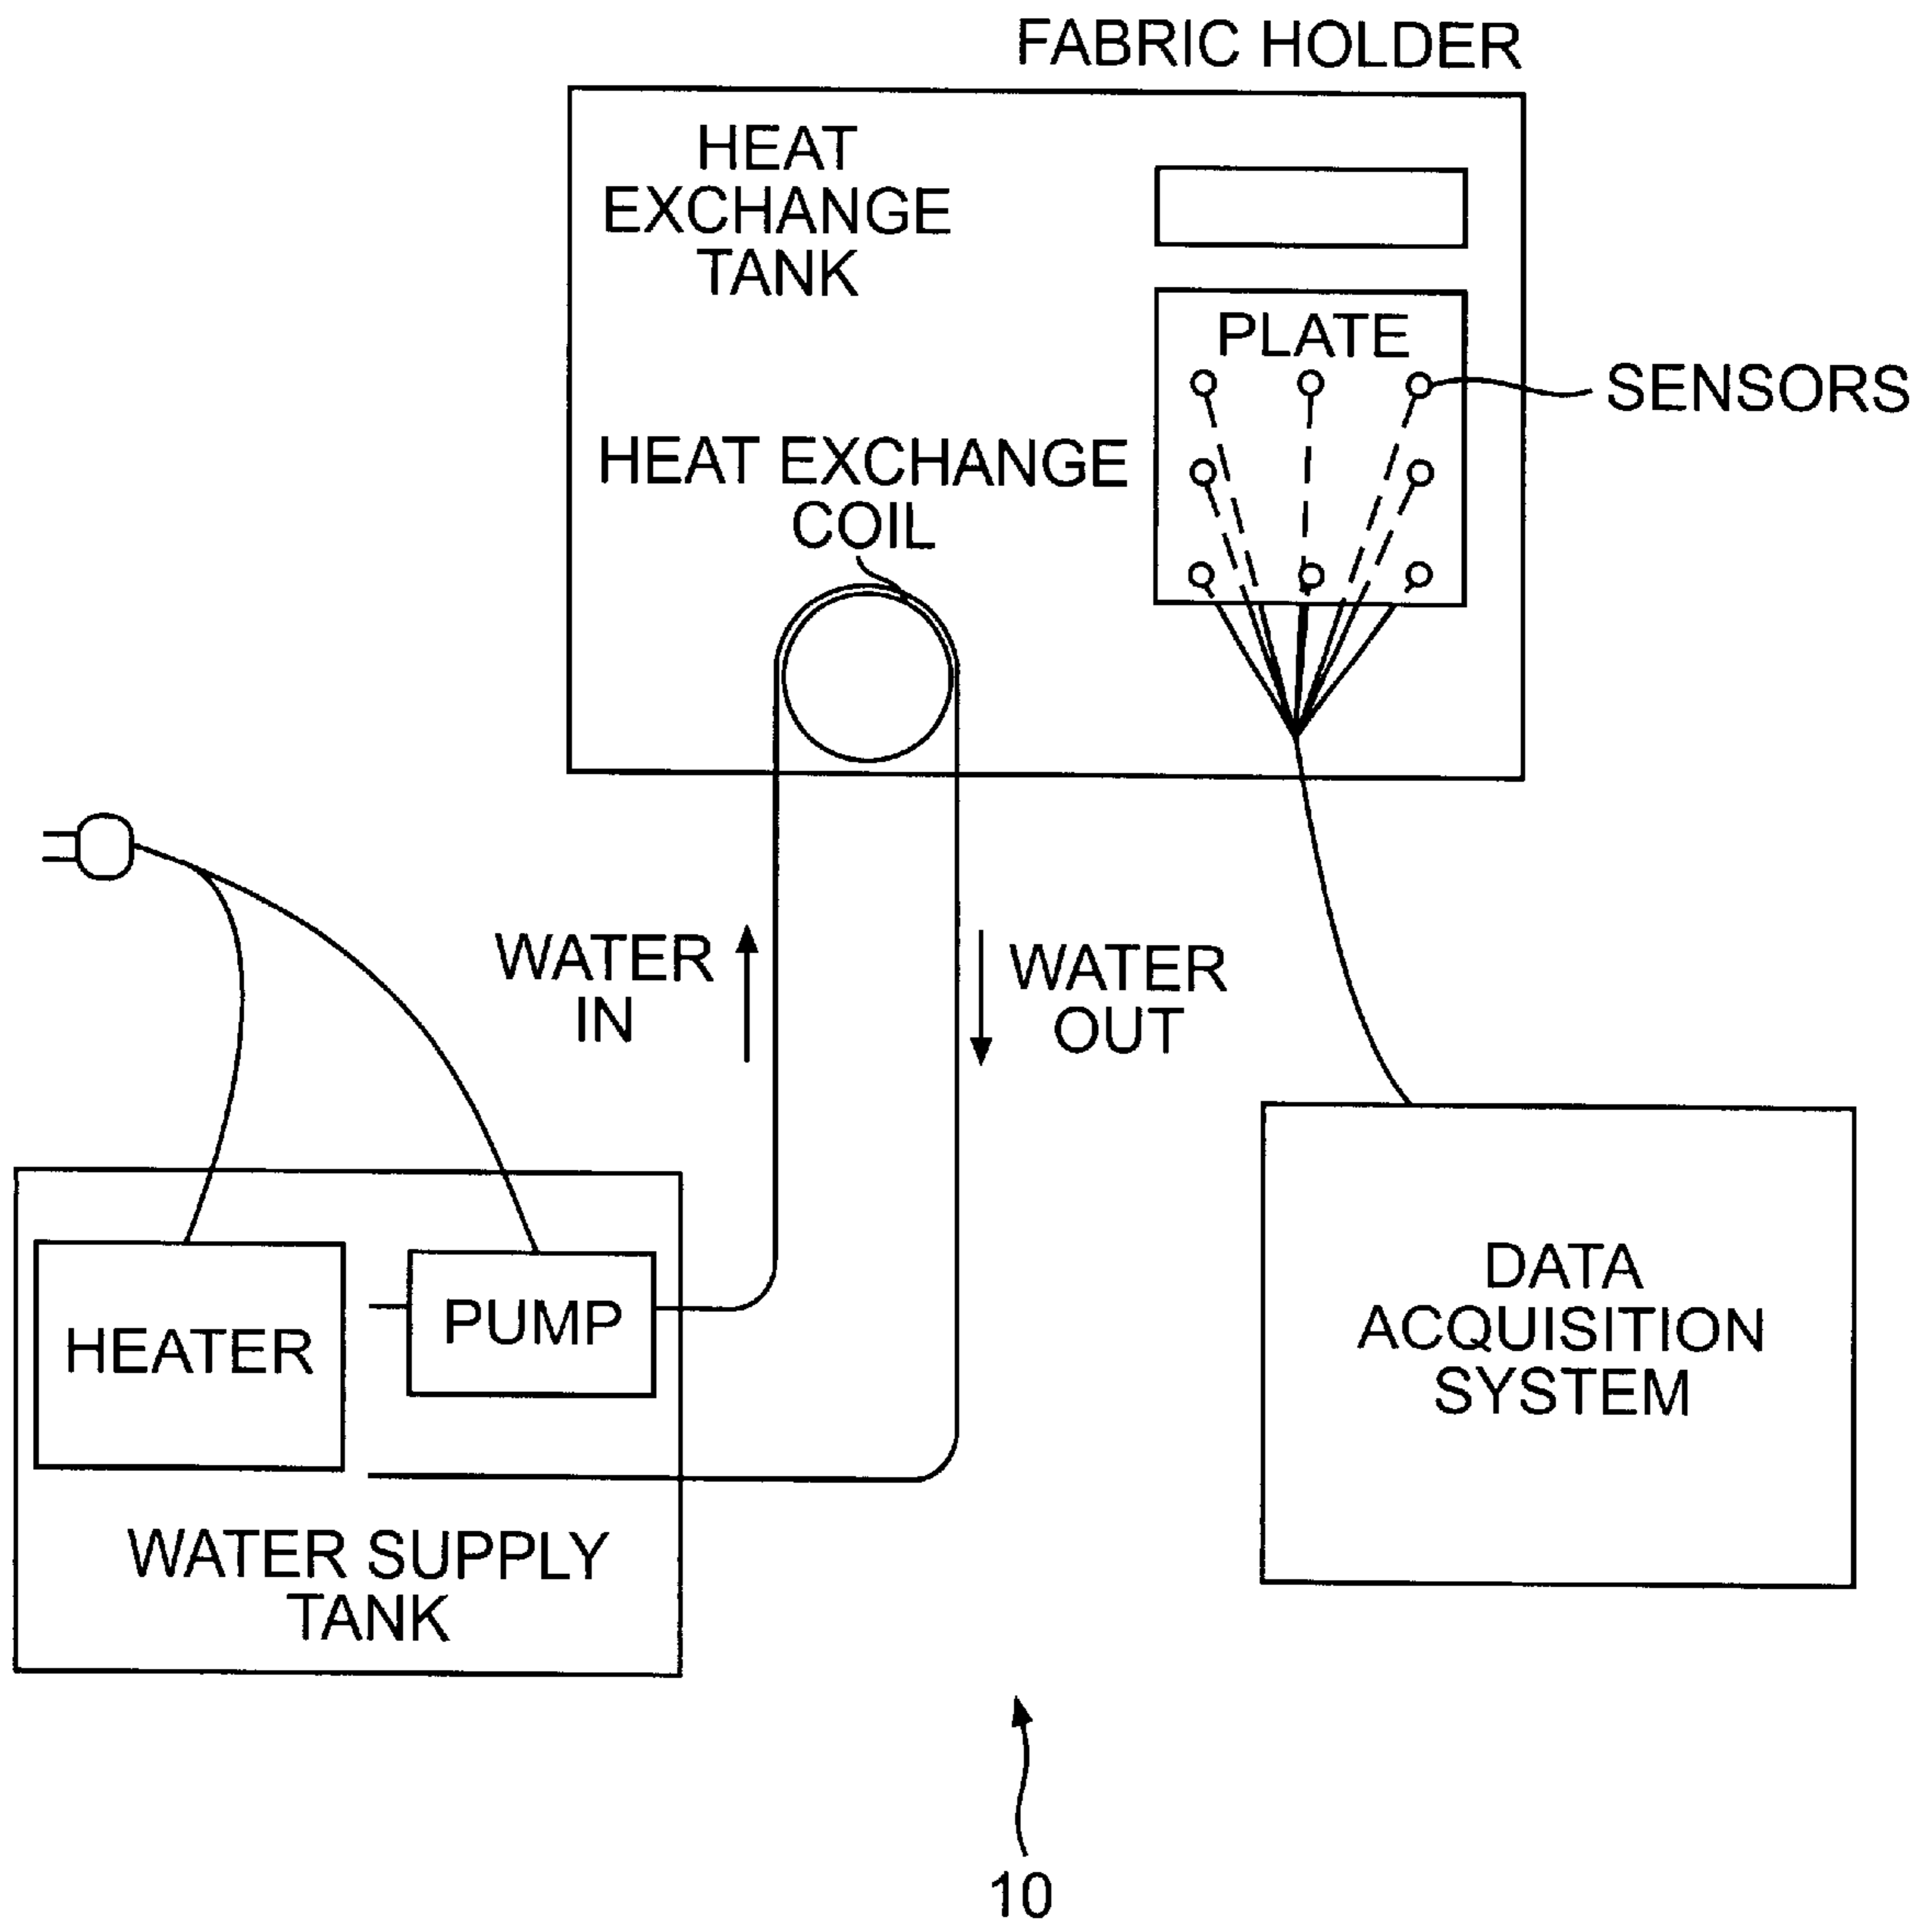 FABRIC HOLDER
HEAT
EXCHANGE
TANK
PLATE
SENSORS
HEAT EXCHANGE
COIL
WATER
IN
WATER
OUT
HEATER
PUMP
WATER SUPPLY
TANK
DATA
ACQUISITION
SYSTEM
10